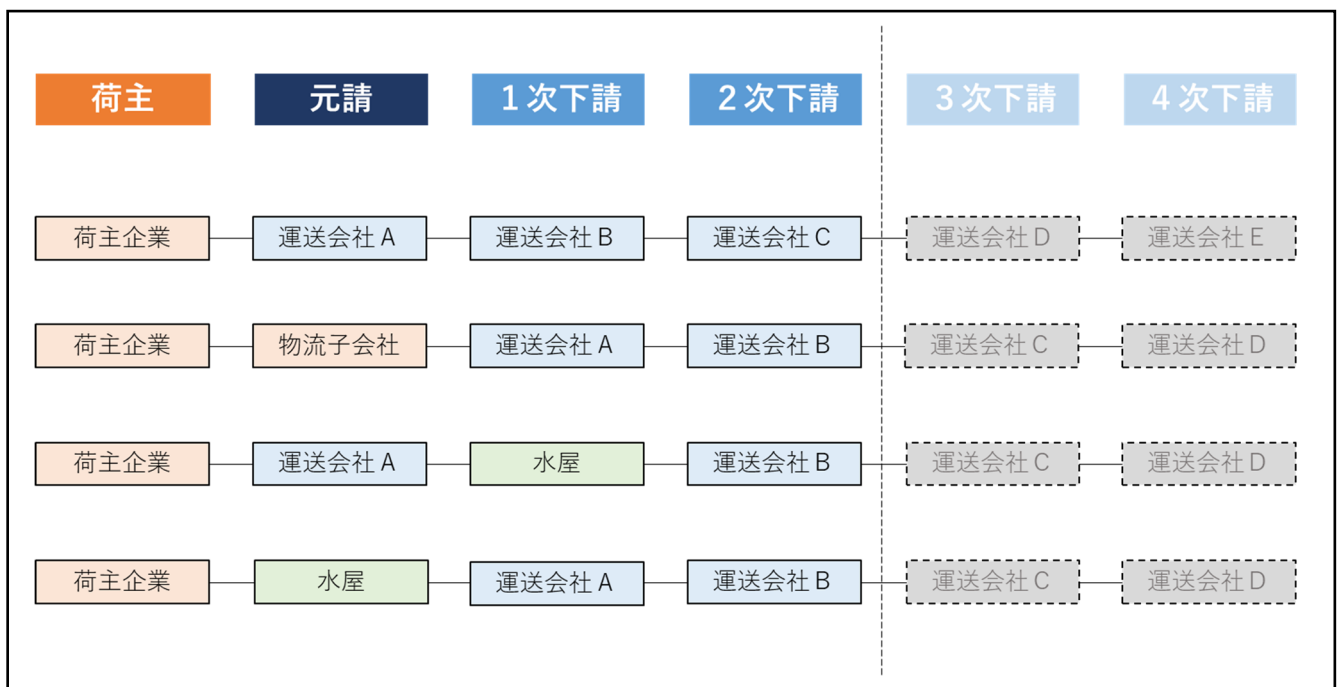 荷主 元請 1次下請 2次下請 3次下請 4次下請
荷主企業 運送会社A 運送会社B 運送会社C 運送会社D 運送会社E
荷主企業 物流子会社 運送会社A 運送会社B 運送会社C 運送会社D
荷主企業 運送会社A 水屋 運送会社B 運送会社C 運送会社D
荷主企業 水屋 運送会社A 運送会社B 運送会社C 運送会社D